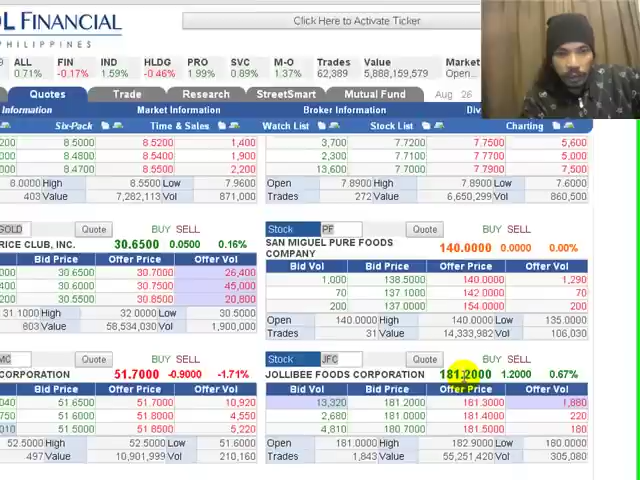 OL FINANCIAL
PHILIPPINES
Click Here to Activate Ticker
ALL FIN IND HLDG PRO SVC M-O Trades Value Market
0.71% -0.17% 1.59% -0.46% 1.99% 0.89% 1.37% 62,389 5,888,159,579 Open...
Quotes Trade Research StreetSmart Mutual Fund Aug 26
Information Market Information Broker Information Div
Six-Pack Time & Sales Watch List Stock List Charting
200 8.5000 8.5200 1,400 3,700 7.7200 7.7500 5,600
300 8.4800 8.5400 1,900 2,300 7.7100 7.7700 5,000
300 8.4700 8.5500 2,200 13,600 7.7000 7.7900 7,500
8.0000 High 8.5500 Low 7.9600 Open 7.8900 High 7.8900 Low 7.6000
403 Value 7,282,113 Vol 871,000 Trades 272 Value 6,650,299 Vol 860,500
GOLD Quote BUY SELL Stock PF Quote BUY SELL
RICE CLUB, INC. 30.6500 0.0500 0.16% SAN MIGUEL PURE FOODS COMPANY 140.0000 0.0000 0.00%
Bid Price Offer Price Offer Vol Bid Vol Bid Price Offer Price Offer Vol
000 30.6500 30.7000 26,400 1,000 138.5000 140.0000 1,290
300 30.6000 30.7500 45,000 70 137.1000 142.0000 70
400 30.5500 30.8500 20,800 200 137.0000 154.0000 200
31.1000 High 32.0000 Low 30.5000 Open 140.0000 High 140.0000 Low 135.0000
803 Value 58,534,030 Vol 1,900,000 Trades 31 Value 14,333,982 Vol 106,030
MC Quote BUY SELL Stock JFC Quote BUY SELL
CORPORATION 51.7000 -0.9000 -1.71% JOLLIBEE FOODS CORPORATION 181.2000 1.2000 0.67%
Bid Price Offer Price Offer Vol Bid Vol Bid Price Offer Price Offer Vol
040 51.6500 51.7000 10,920 13,320 181.2000 181.3000 1,880
750 51.6000 51.8000 4,550 2,680 181.0000 181.4000 220
010 51.5000 51.8500 5,220 4,810 180.7000 181.5000 180
52.5000 High 52.5000 Low 51.6000 Open 181.0000 High 182.9000 Low 180.0000
497 Value 10,901,999 Vol 210,160 Trades 1,843 Value 55,251,420 Vol 305,080